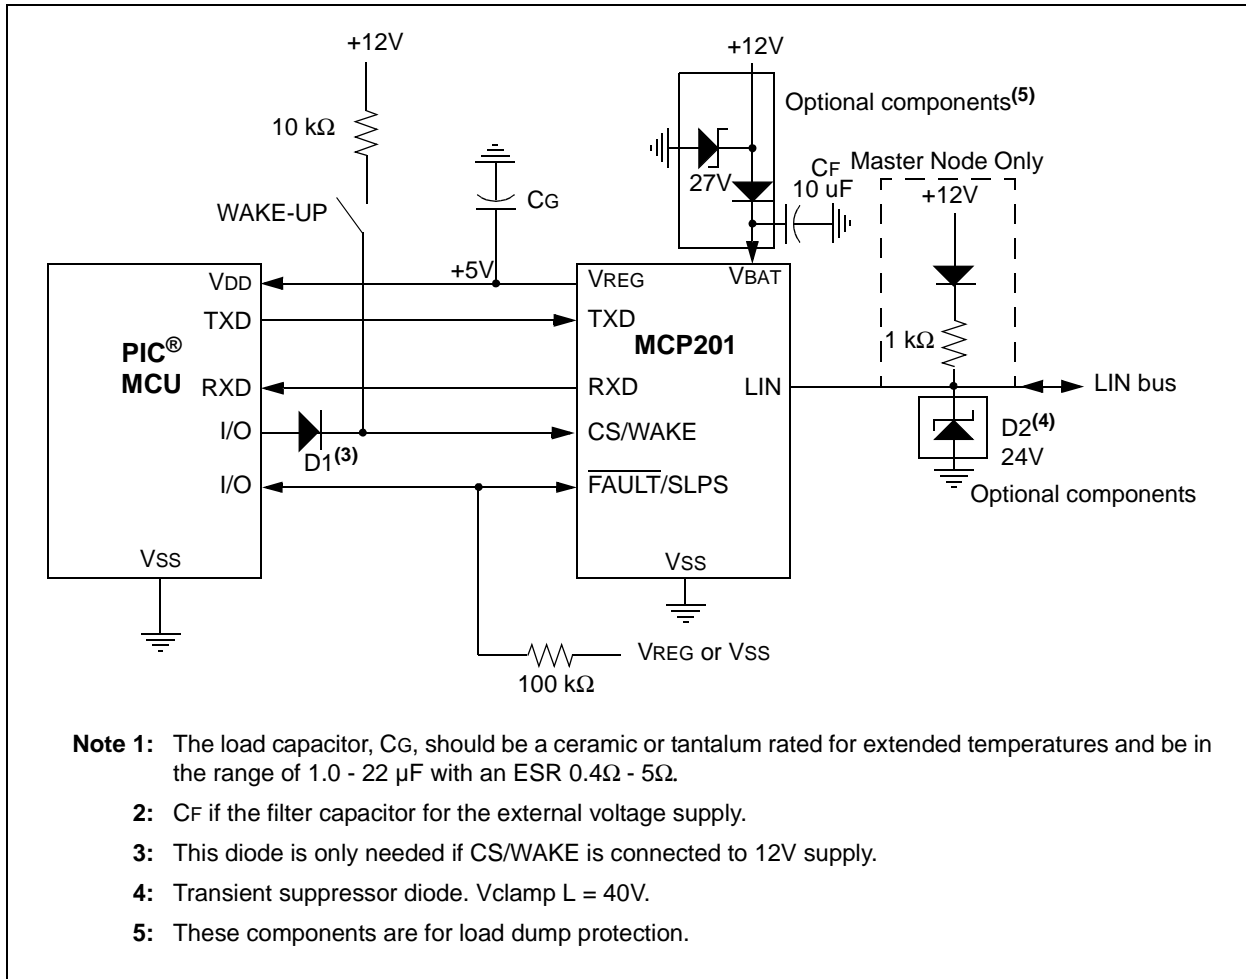 +12V
+12V
Optional components(5)
10 kΩ
27V
CF
10 uF
Master Node Only
+12V
WAKE-UP
CG
+5V
VDD
VREG
VBAT
TXD
TXD
PIC®
MCU
MCP201
1 kΩ
RXD
RXD
LIN
LIN bus
I/O
D1(3)
CS/WAKE
D2(4)
24V
I/O
FAULT/SLPS
Optional components
VSS
VSS
VREG or VSS
100 kΩ
Note 1: The load capacitor, CG, should be a ceramic or tantalum rated for extended temperatures and be in
the range of 1.0 - 22 µF with an ESR 0.4Ω - 5Ω.
2: CF if the filter capacitor for the external voltage supply.
3: This diode is only needed if CS/WAKE is connected to 12V supply.
4: Transient suppressor diode. Vclamp L = 40V.
5: These components are for load dump protection.